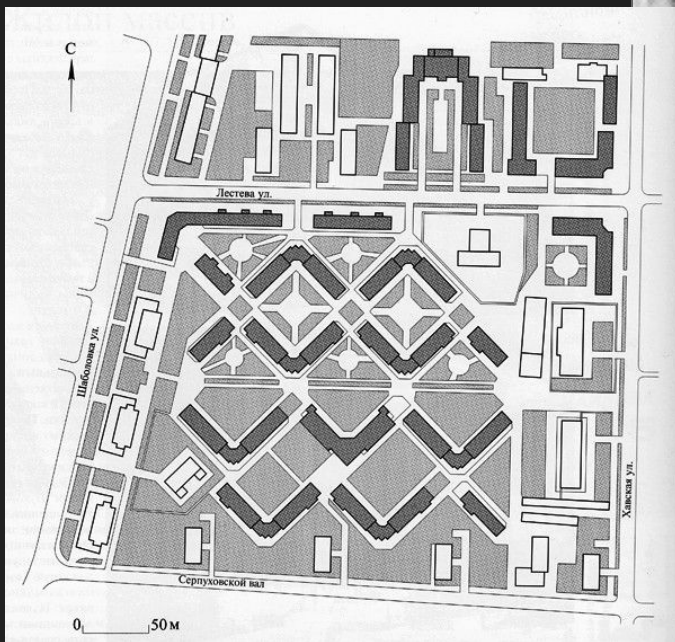 С
Лестева ул.
Шаболовка ул.
Хавская ул.
Серпуховской вал
0 50 м